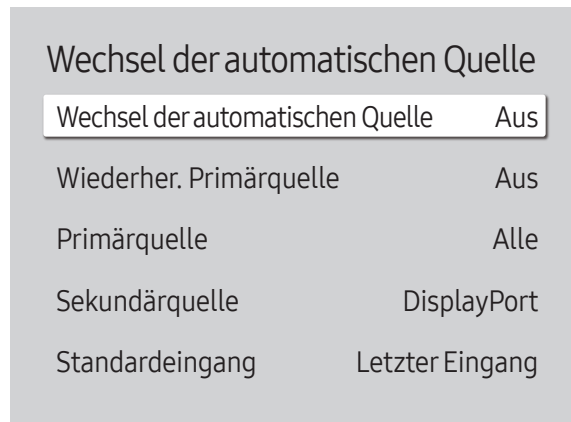 Wechsel der automatischen Quelle
Wechsel der automatischen Quelle Aus
Wiederher. Primärquelle Aus
Primärquelle Alle
Sekundärquelle DisplayPort
Standardeingang Letzter Eingang